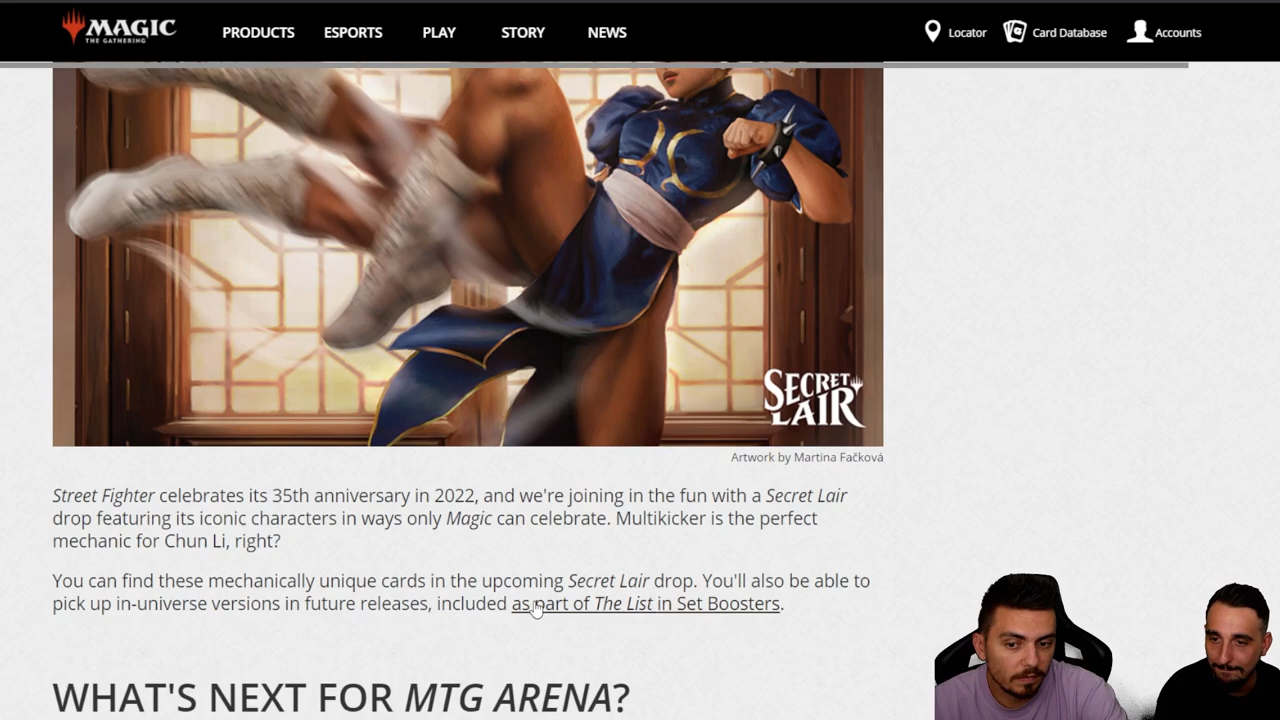 MAGIC
THE GATHERING
PRODUCTS ESPORTS PLAY STORY NEWS Locator Card Database Accounts
SECRET
LAIR
Artwork by Martina Fačková
Street Fighter celebrates its 35th anniversary in 2022, and we're joining in the fun with a Secret Lair
drop featuring its iconic characters in ways only Magic can celebrate. Multikicker is the perfect
mechanic for Chun Li, right?
You can find these mechanically unique cards in the upcoming Secret Lair drop. You'll also be able to
pick up in-universe versions in future releases, included as part of The List in Set Boosters.
WHAT'S NEXT FOR MTG ARENA?